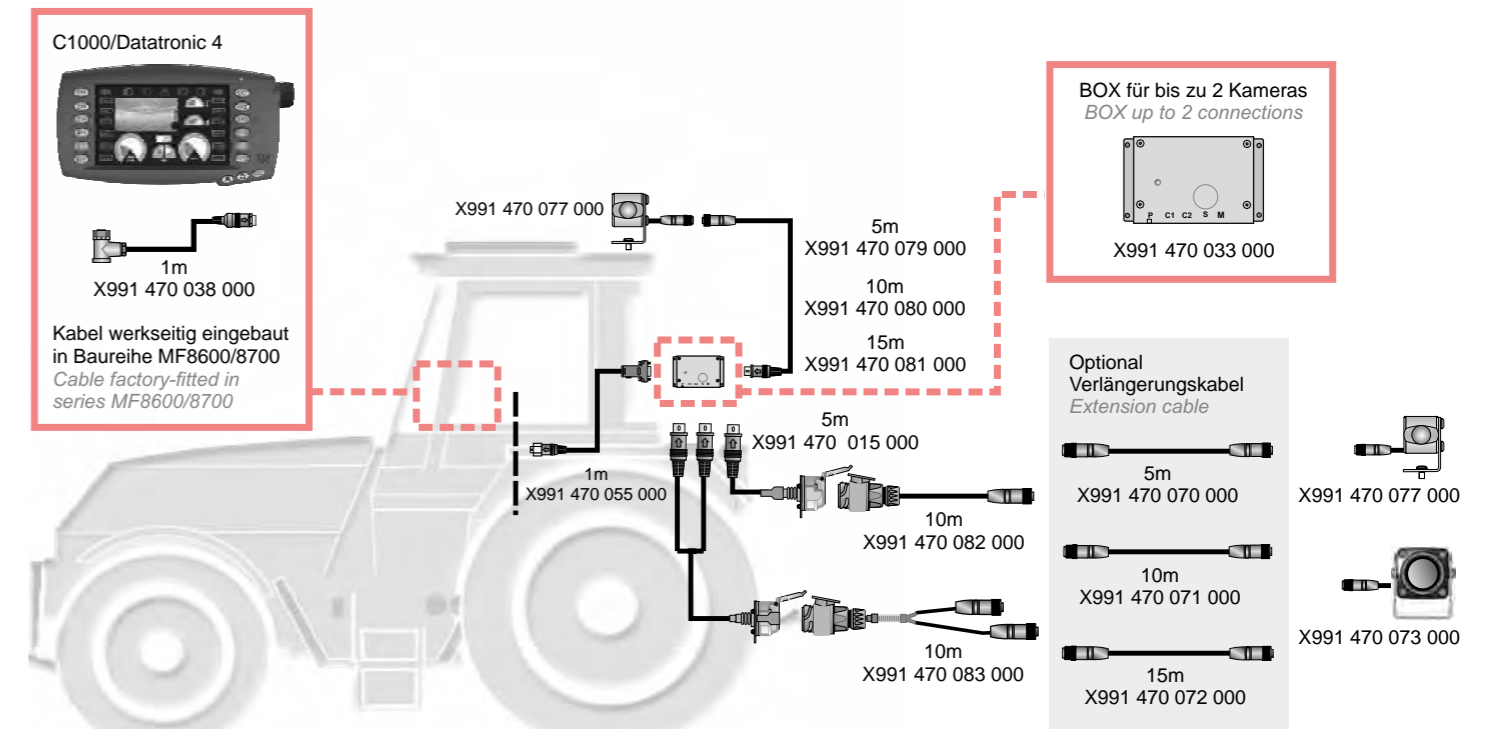 C1000/Datatronic 4
1m
X991 470 038 000
Kabel werkseitig eingebaut
in Baureihe MF8600/8700
Cable factory-fitted in
series MF8600/8700
X991 470 077 000
5m
X991 470 079 000
10m
X991 470 080 000
15m
X991 470 081 000
BOX für bis zu 2 Kameras
BOX up to 2 connections
P C1 C2 S M
X991 470 033 000
1m
X991 470 055 000
5m
X991 470 015 000
10m
X991 470 082 000
10m
X991 470 083 000
Optional
Verlängerungskabel
Extension cable
5m
X991 470 070 000
10m
X991 470 071 000
15m
X991 470 072 000
X991 470 077 000
X991 470 073 000